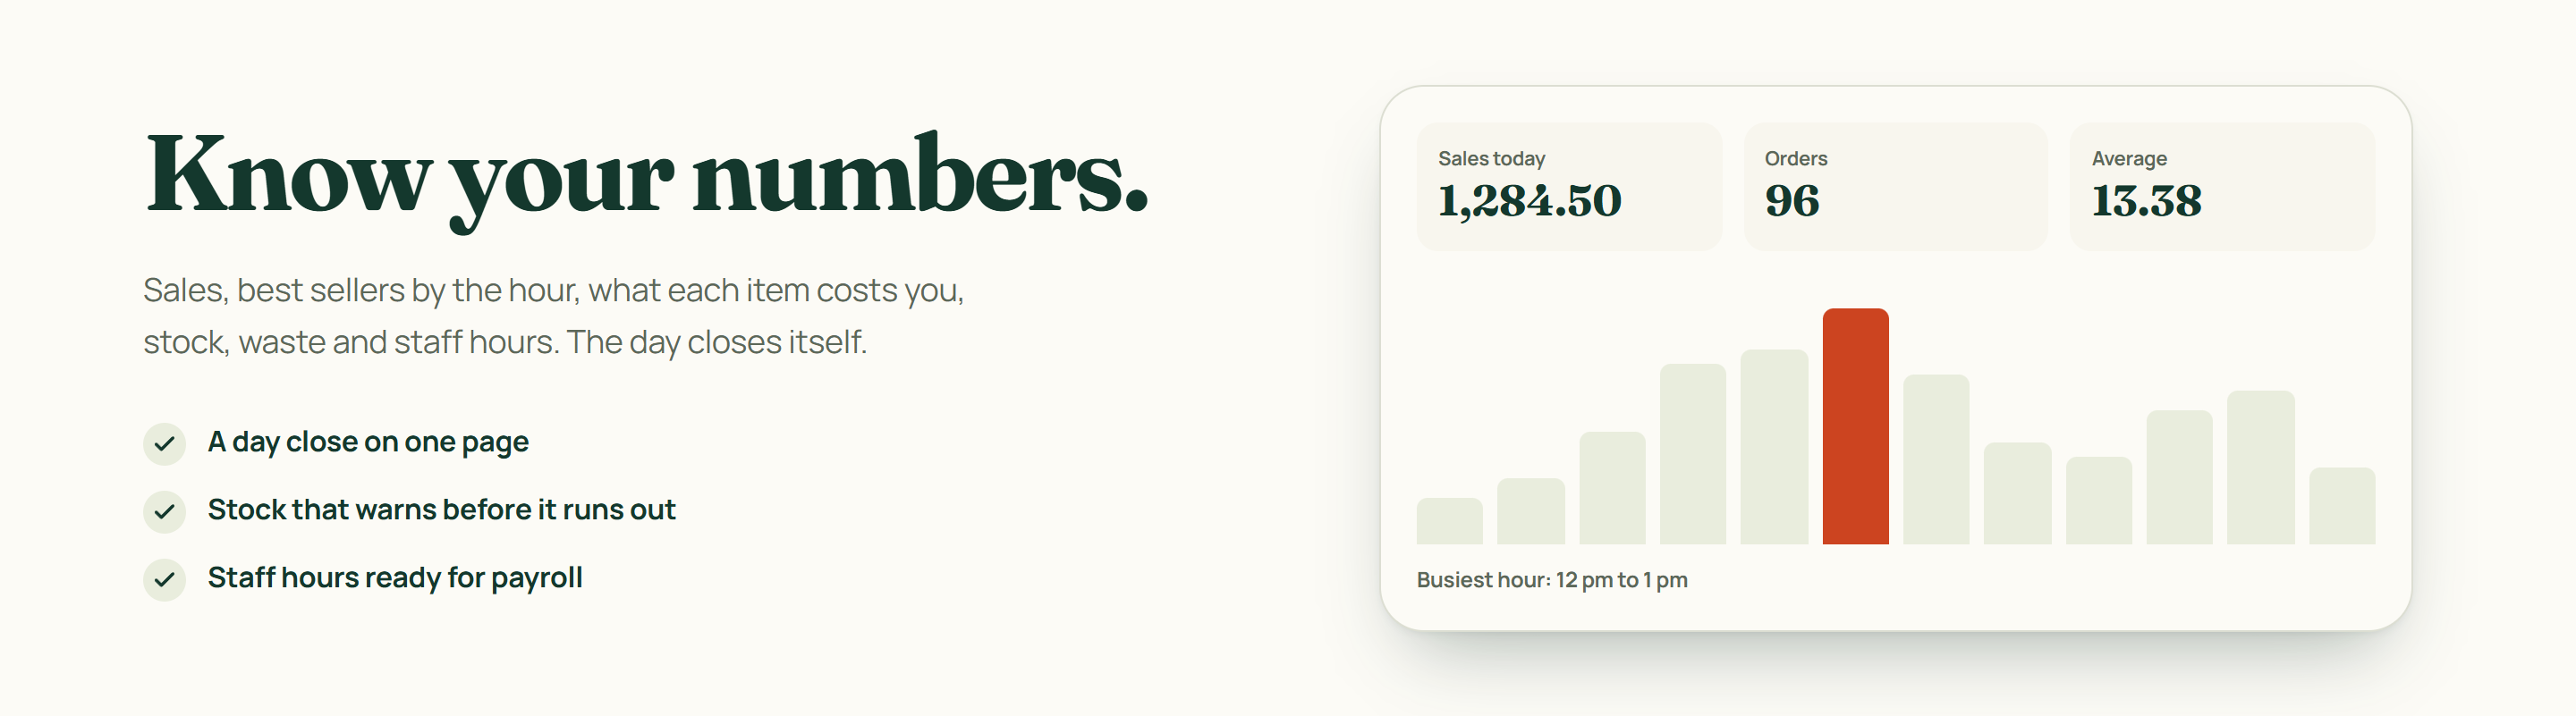 Know your numbers.
Sales, best sellers by the hour, what each item costs you,
stock, waste and staff hours. The day closes itself.
A day close on one page
Stock that warns before it runs out
Staff hours ready for payroll
Sales today
1,284.50
Orders
96
Average
13.38
Busiest hour: 12 pm to 1 pm